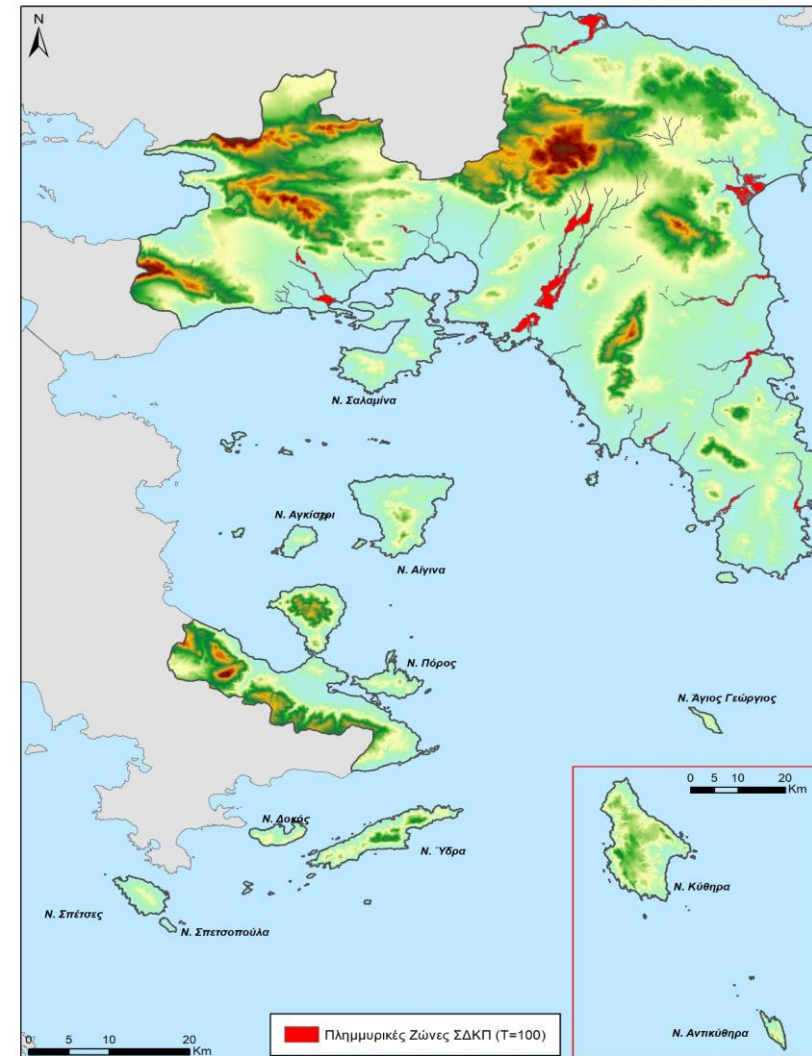 N
Ν. Σαλαμίνα
Ν. Αγκίστρι
Ν. Αίγινα
Ν. Πόρος
Ν. Άγιος Γεώργιος
0 5 10 20
Km
Ν. Δοκός
Ν. Ύδρα
Ν. Κύθηρα
Ν. Σπέτσες
Ν. Σπετσοπούλα
Ν. Αντικύθηρα
Πλημμυρικές Ζώνες ΣΔΚΠ (T=100)
0 5 10 20
Km